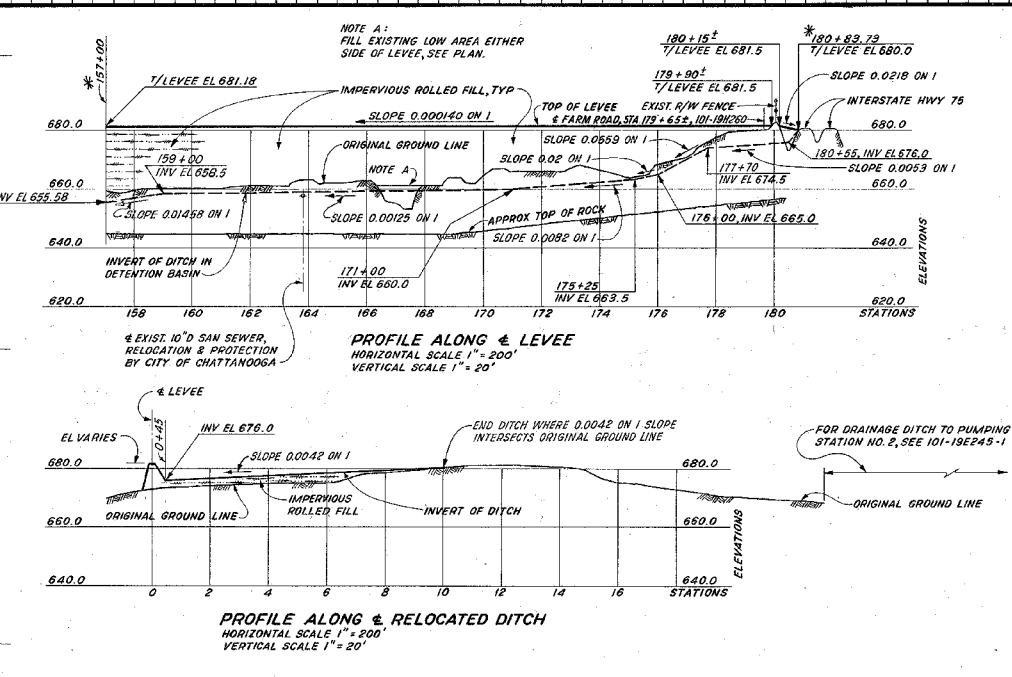 NOTE A:
FILL EXISTING LOW AREA EITHER
SIDE OF LEVEE, SEE PLAN.
*
157+00
T/LEVEE EL 681.18
IMPERVIOUS ROLLED FILL, TYP
SLOPE 0.000140 ON 1
TOP OF LEVEE
EXIST. R/W FENCE
℄ FARM ROAD, STA 179+65±, 101-19H260
179+90±
T/LEVEE EL 681.5
180+15±
T/LEVEE EL 681.5
*
180+83.73
T/LEVEE EL 680.0
SLOPE 0.0218 ON 1
INTERSTATE HWY 75
680.0
680.0
159+00
INV EL 658.5
ORIGINAL GROUND LINE
NOTE A
SLOPE 0.0559 ON 1
SLOPE 0.02 ON 1
180+55, INV EL 676.0
177+70
INV EL 674.5
SLOPE 0.0053 ON 1
660.0
660.0
INV EL 655.58
SLOPE 0.01458 ON 1
SLOPE 0.00125 ON 1
APPROX TOP OF ROCK
SLOPE 0.0082 ON 1
176+00, INV EL 665.0
640.0
640.0
INVERT OF DITCH IN
DETENTION BASIN
171+00
INV EL 660.0
175+25
INV EL 663.5
ELEVATIONS
620.0
620.0
158
160
162
164
166
168
170
172
174
176
178
180
STATIONS
℄ EXIST. 10"D SAN SEWER,
RELOCATION & PROTECTION
BY CITY OF CHATTANOOGA
PROFILE ALONG ℄ LEVEE
HORIZONTAL SCALE 1"=200'
VERTICAL SCALE 1"=20'
℄ LEVEE
0+45
EL VARIES
INV EL 676.0
END DITCH WHERE 0.0042 ON 1 SLOPE
INTERSECTS ORIGINAL GROUND LINE
FOR DRAINAGE DITCH TO PUMPING
STATION NO. 2, SEE 101-19E245-1
SLOPE 0.0042 ON 1
680.0
680.0
ORIGINAL GROUND LINE
IMPERVIOUS
ROLLED FILL
INVERT OF DITCH
ORIGINAL GROUND LINE
660.0
660.0
ELEVATIONS
640.0
640.0
0
2
4
6
8
10
12
14
16
STATIONS
PROFILE ALONG ℄ RELOCATED DITCH
HORIZONTAL SCALE 1"=200'
VERTICAL SCALE 1"=20'